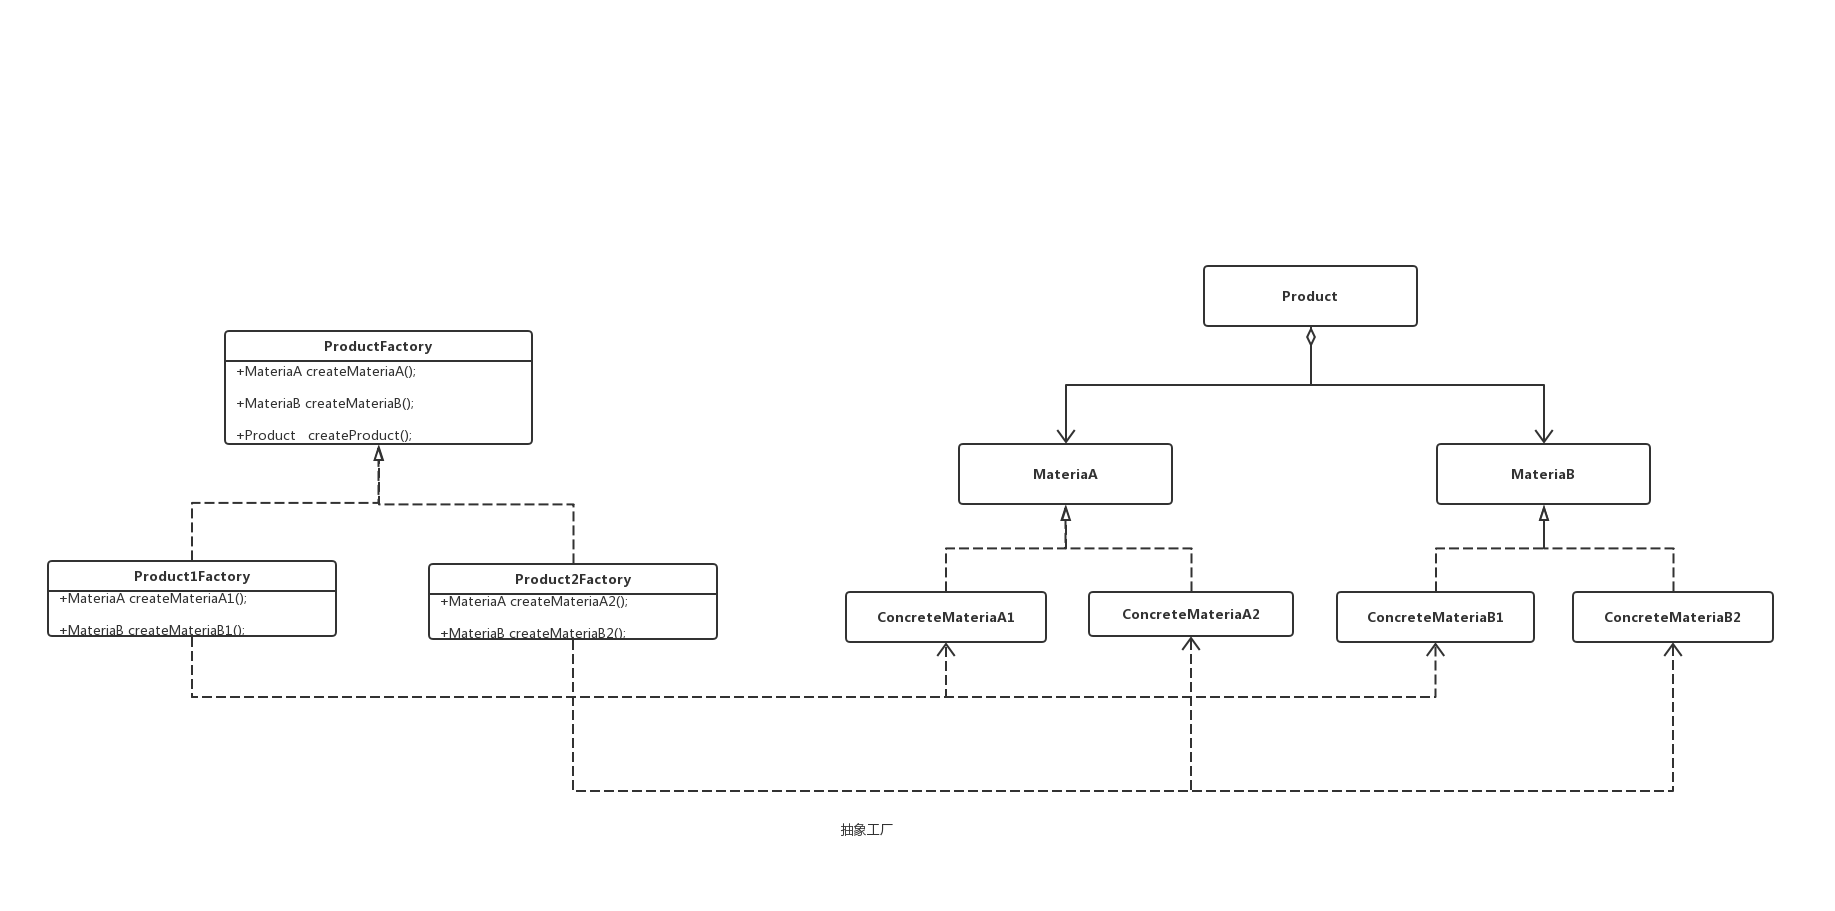 Product
ProductFactory
+MateriaA createMateriaA();
+MateriaB createMateriaB();
+Product   createProduct();
MateriaA
MateriaB
Product1Factory
+MateriaA createMateriaA1();
+MateriaB createMateriaB1();
Product2Factory
+MateriaA createMateriaA2();
+MateriaB createMateriaB2();
ConcreteMateriaA1
ConcreteMateriaA2
ConcreteMateriaB1
ConcreteMateriaB2
抽象工厂